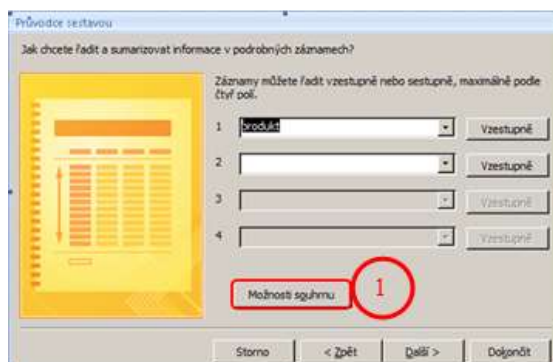 Průvodce sestavou
Jak chcete řadit a sumarizovat informace v podrobných záznamech?
Záznamy můžete řadit vzestupně nebo sestupně, maximálně podle
čtyř polí.
1 produkt Vzestupně
2 Vzestupně
3 Vzestupně
4 Vzestupně
Možnosti souhrnu 1
Storno < Zpět Další > Dokončit